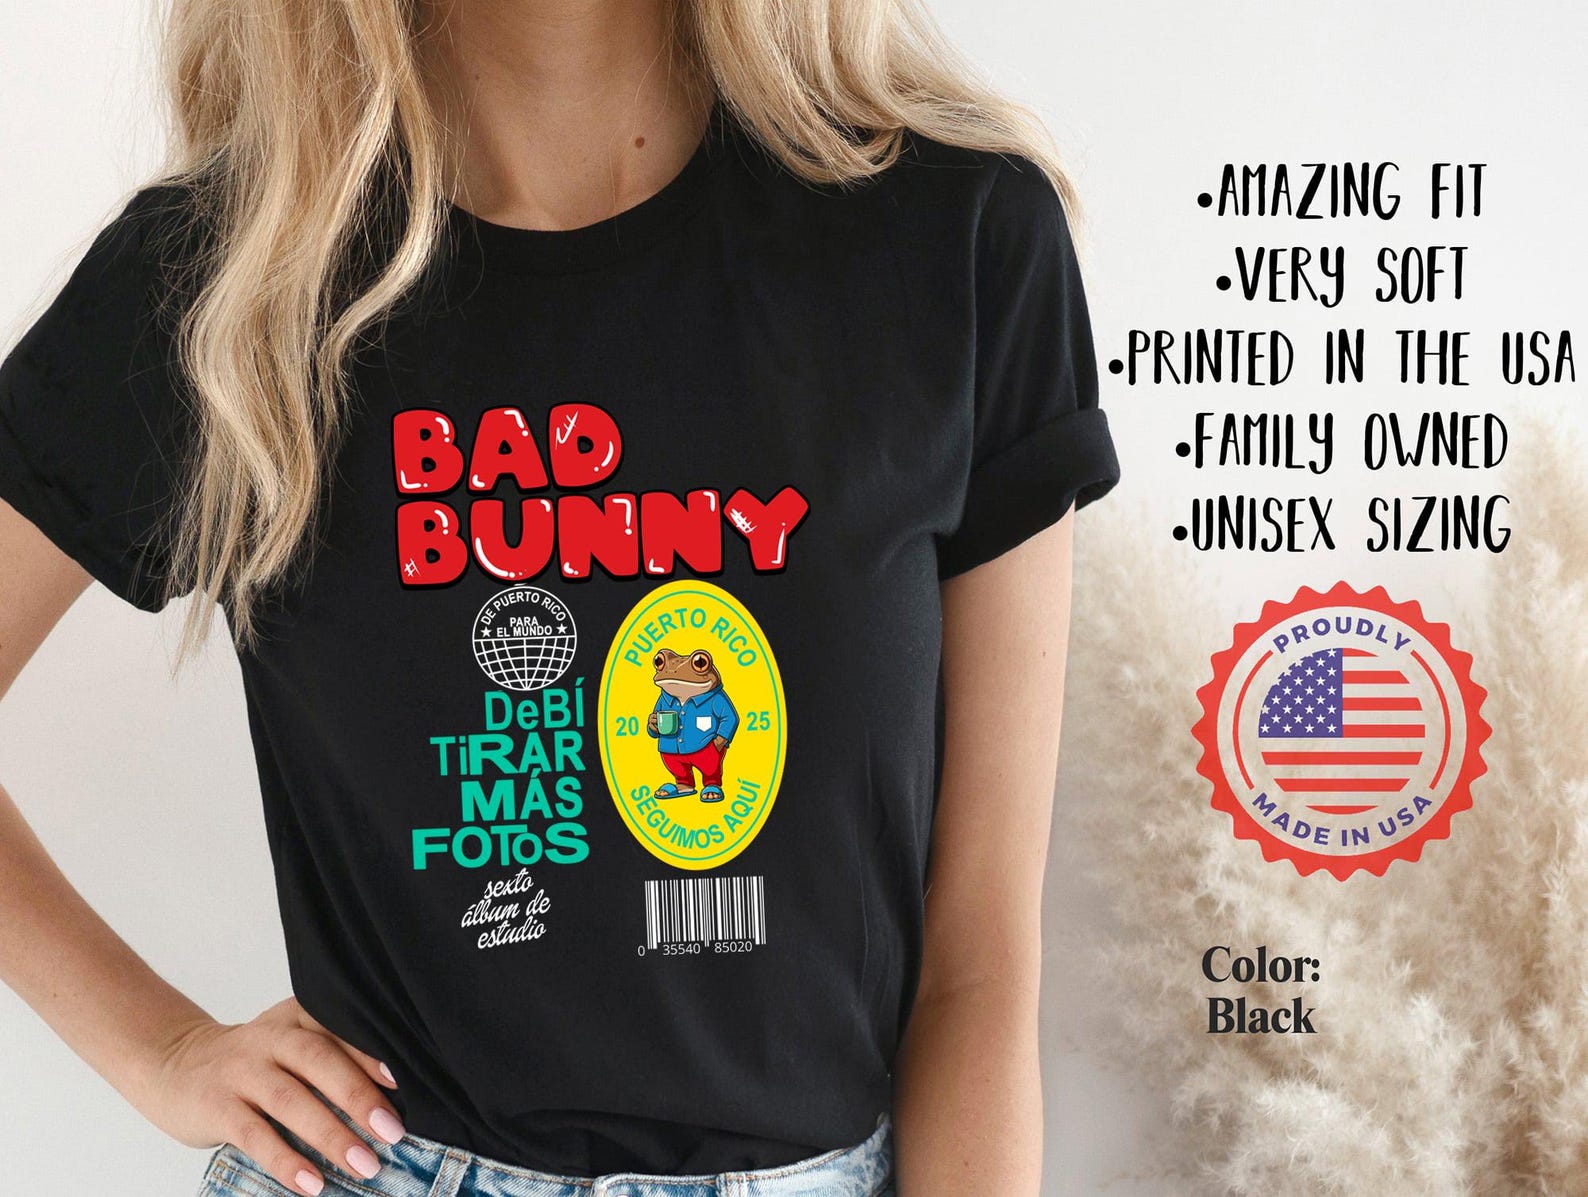 BAD
BUNNY
DE PUERTO RICO
PARA
EL MUNDO
DeBÍ
TiRAR
MÁS
FOToS
sexto
álbum de
estudio
PUERTO RICO
20 25
SEGUIMOS AQUÍ
0 35540 85020
•AMAZING FIT
•VERY SOFT
•PRINTED IN THE USA
•FAMILY OWNED
•UNISEX SIZING
PROUDLY
MADE IN USA
Color:
Black